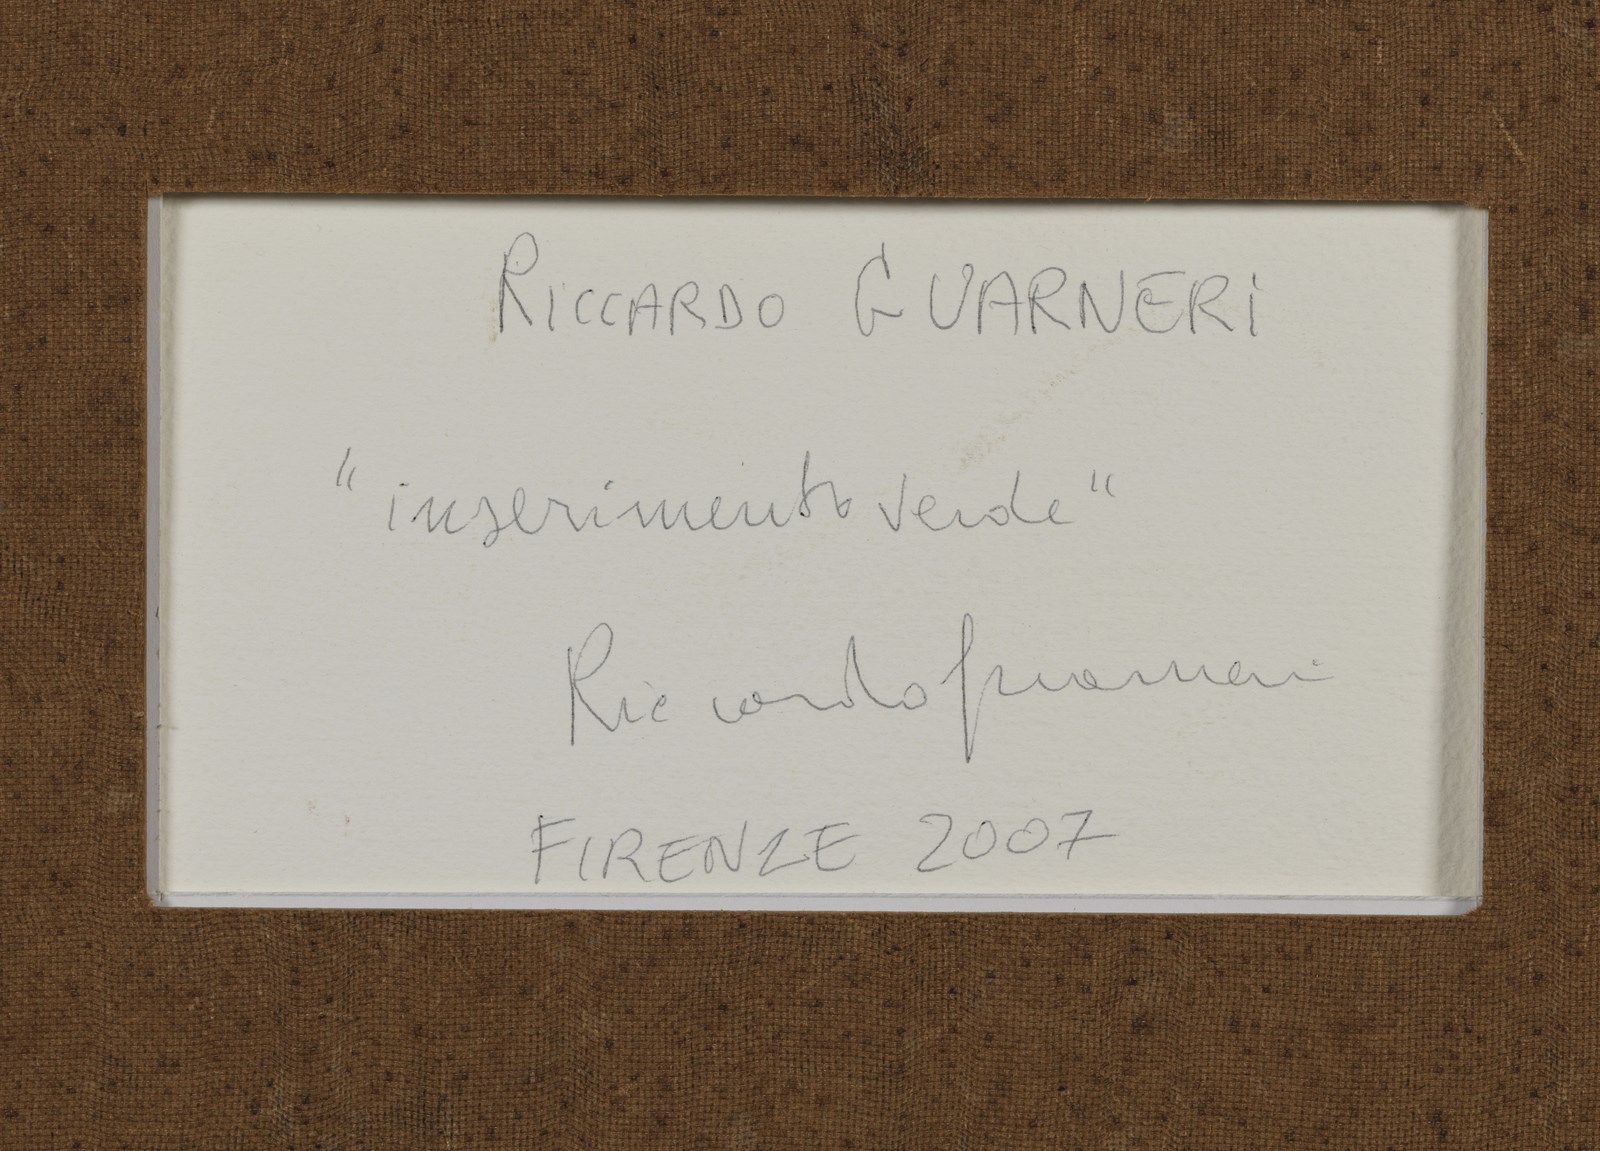 RICCARDO GUARNERI
"inserimento verde"
Riccardo Guarneri
FIRENZE 2007